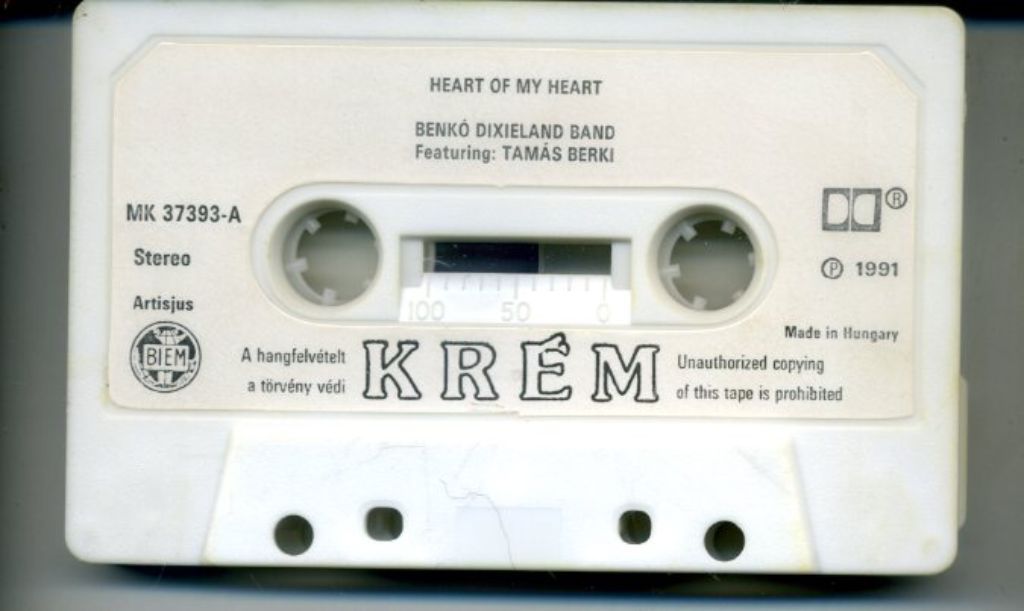 HEART OF MY HEART
BENKÓ DIXIELAND BAND
Featuring: TAMÁS BERKI
MK 37393-A
Stereo
Artisjus
BIEM
®
℗ 1991
Made in Hungary
100 50 0
A hangfelvételt
a törvény védi
KRÉM
Unauthorized copying
of this tape is prohibited